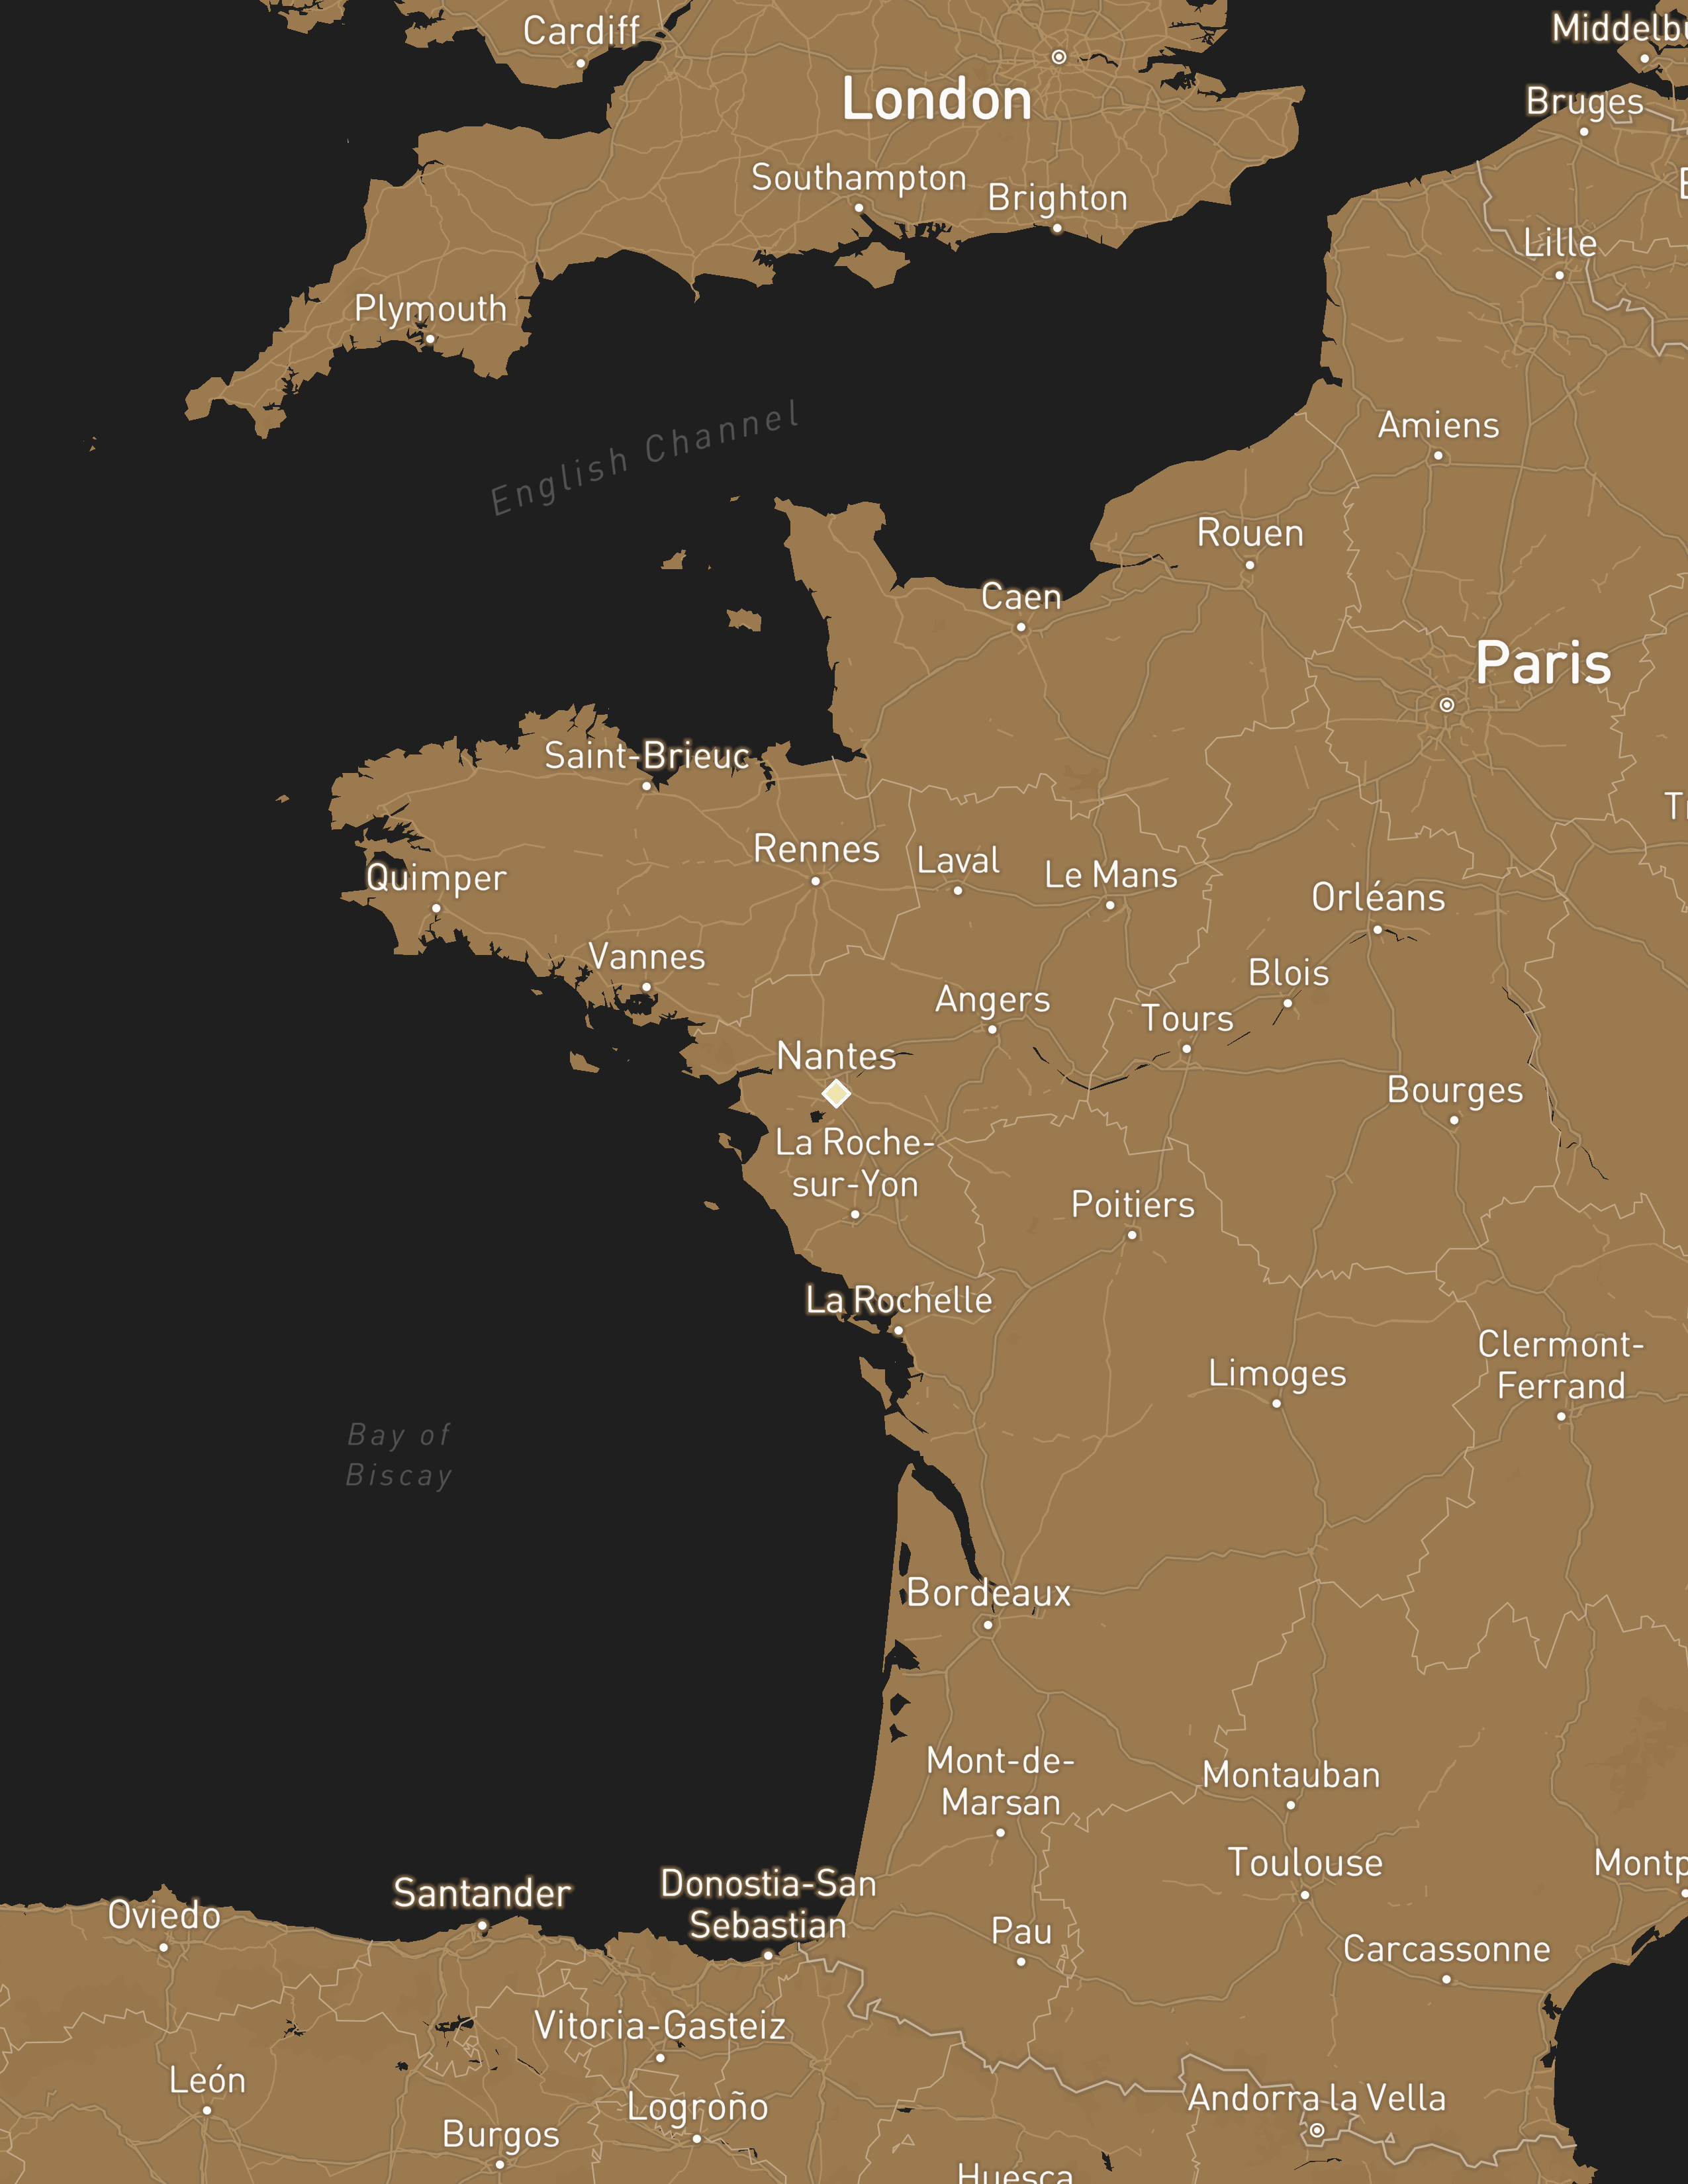 Cardiff
Middelbu
London
Bruges
Southampton
Brighton
Lille
Plymouth
English Channel
Amiens
Rouen
Caen
Paris
Saint-Brieuc
Tr
Rennes
Laval
Le Mans
Quimper
Orléans
Vannes
Blois
Angers
Tours
Nantes
Bourges
La Roche-
sur-Yon
Poitiers
La Rochelle
Clermont-
Ferrand
Limoges
Bay of
Biscay
Bordeaux
Mont-de-
Marsan
Montauban
Toulouse
Montp
Donostia-San
Sebastian
Santander
Oviedo
Pau
Carcassonne
Vitoria-Gasteiz
León
Andorra la Vella
Logroño
Burgos
Huesca